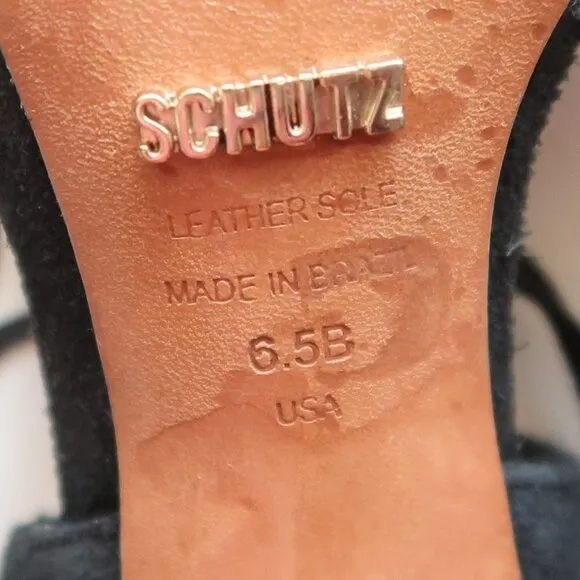 SCHUTZ
LEATHER SOLE
MADE IN BRAZIL
6.5B
USA